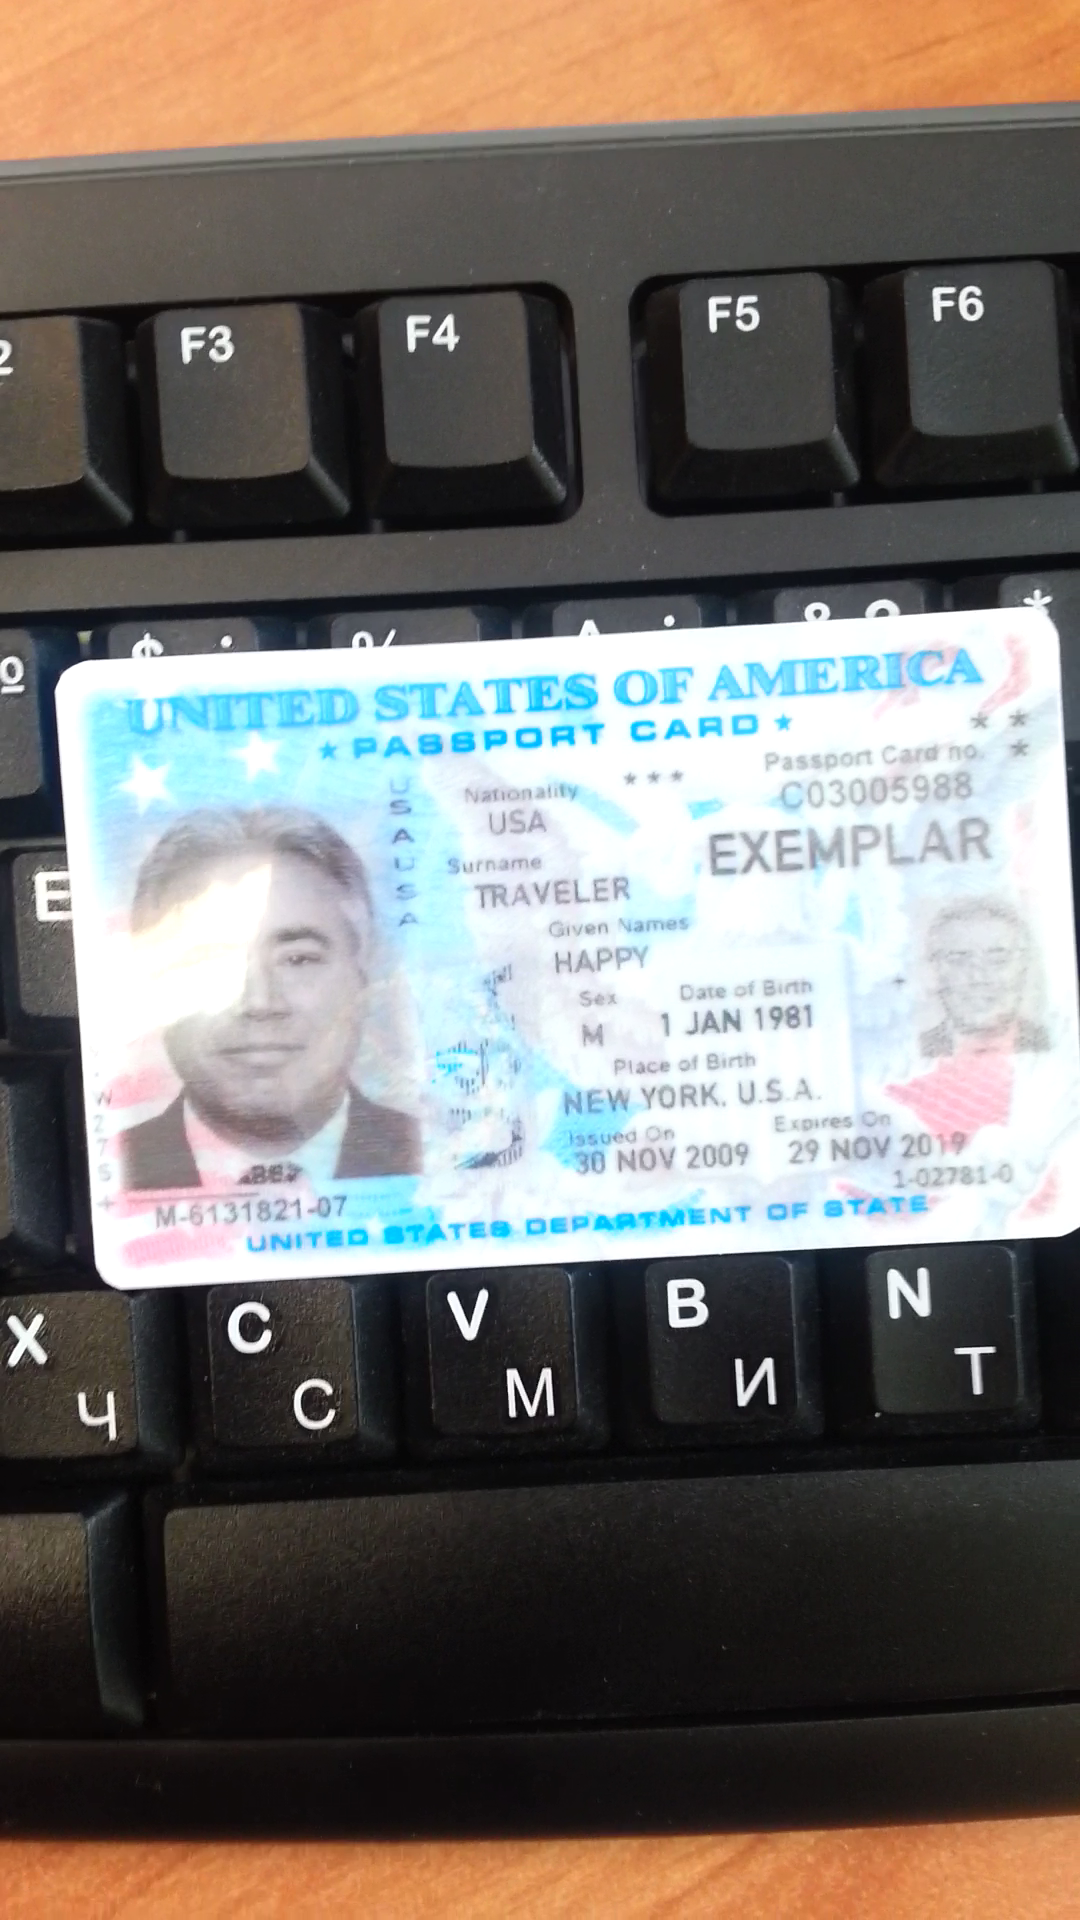 F3 F4 F5 F6
UNITED STATES OF AMERICA
★ PASSPORT CARD ★
Passport Card no.
C03005988
EXEMPLAR
Nationality
USA
Surname
TRAVELER
Given Names
HAPPY
Sex
M
Date of Birth
1 JAN 1981
Place of Birth
NEW YORK, U.S.A.
Issued On
30 NOV 2009
Expires On
29 NOV 2019
1-02781-0
USAUSA
M-6131821-07
UNITED STATES DEPARTMENT OF STATE
X C V B N
Ч С М И Т